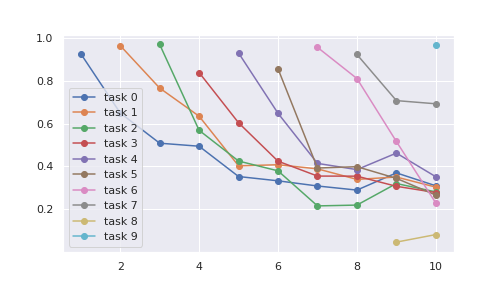 1.0
0.8
0.6
0.4
0.2
task 0
task 1
task 2
task 3
task 4
task 5
task 6
task 7
task 8
task 9
2 4 6 8 10